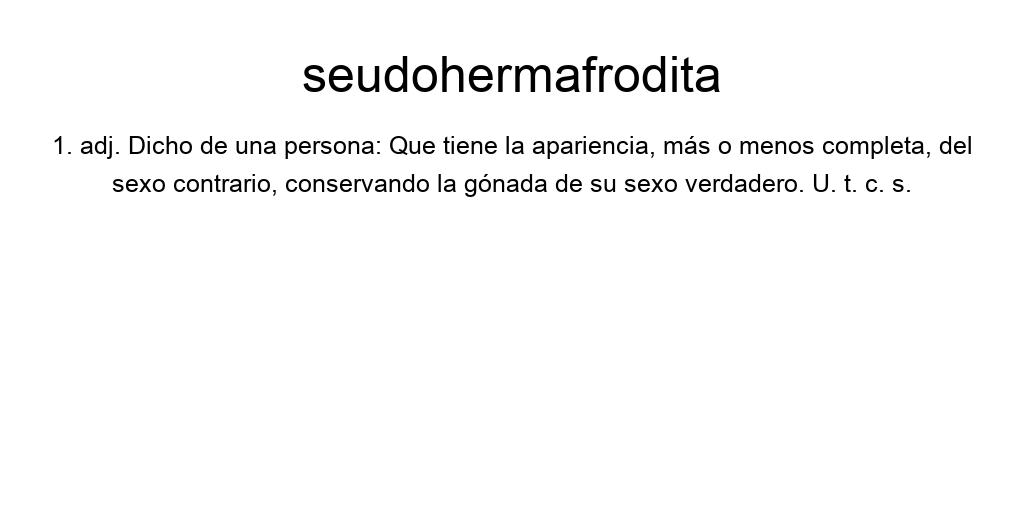 seudohermafrodita
1. adj. Dicho de una persona: Que tiene la apariencia, más o menos completa, del
sexo contrario, conservando la gónada de su sexo verdadero. U. t. c. s.